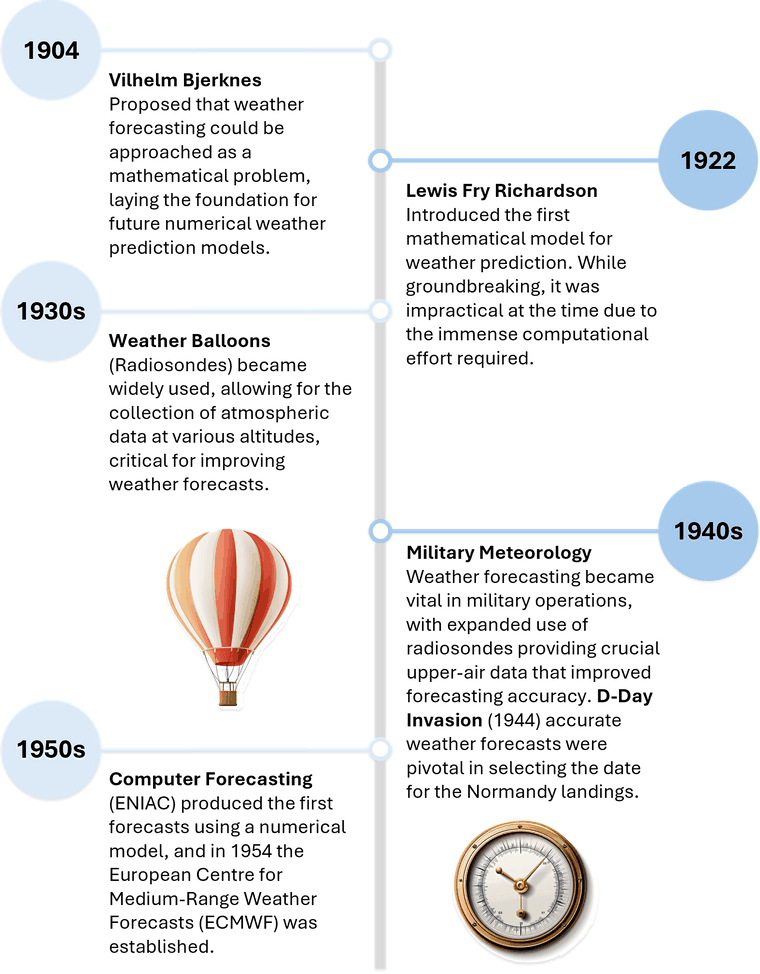 1904
Vilhelm Bjerknes
Proposed that weather
forecasting could be
approached as a
mathematical problem,
laying the foundation for
future numerical weather
prediction models.
1922
Lewis Fry Richardson
Introduced the first
mathematical model for
weather prediction. While
groundbreaking, it was
impractical at the time due to
the immense computational
effort required.
1930s
Weather Balloons
(Radiosondes) became
widely used, allowing for the
collection of atmospheric
data at various altitudes,
critical for improving
weather forecasts.
1940s
Military Meteorology
Weather forecasting became
vital in military operations,
with expanded use of
radiosondes providing crucial
upper-air data that improved
forecasting accuracy. D-Day
Invasion (1944) accurate
weather forecasts were
pivotal in selecting the date
for the Normandy landings.
1950s
Computer Forecasting
(ENIAC) produced the first
forecasts using a numerical
model, and in 1954 the
European Centre for
Medium-Range Weather
Forecasts (ECMWF) was
established.